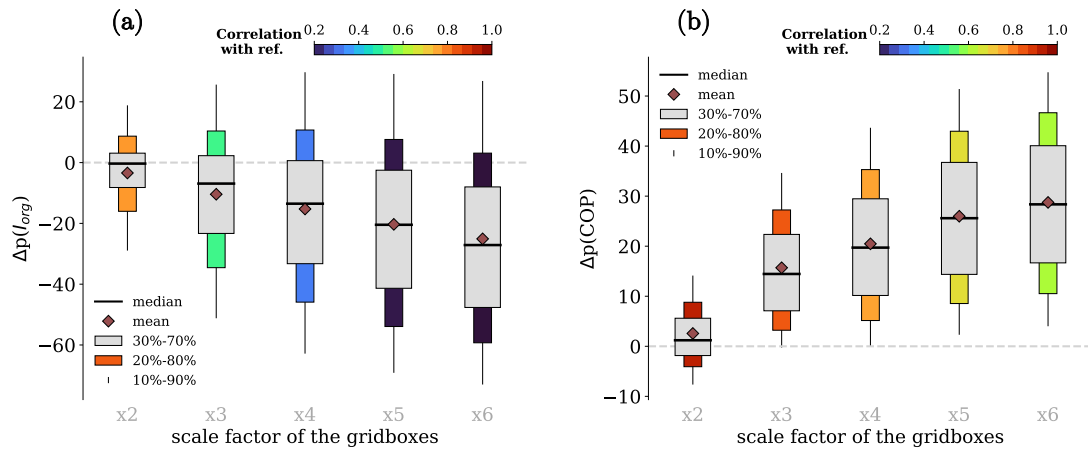 (a)
Correlation
with ref.
0.2 0.4 0.6 0.8 1.0
20
0
−20
−40
−60
Δp(I_org)
median
mean
30%-70%
20%-80%
10%-90%
x2 x3 x4 x5 x6
scale factor of the gridboxes
(b)
Correlation
with ref.
0.2 0.4 0.6 0.8 1.0
median
mean
30%-70%
20%-80%
10%-90%
50
40
30
20
10
0
−10
Δp(COP)
x2 x3 x4 x5 x6
scale factor of the gridboxes